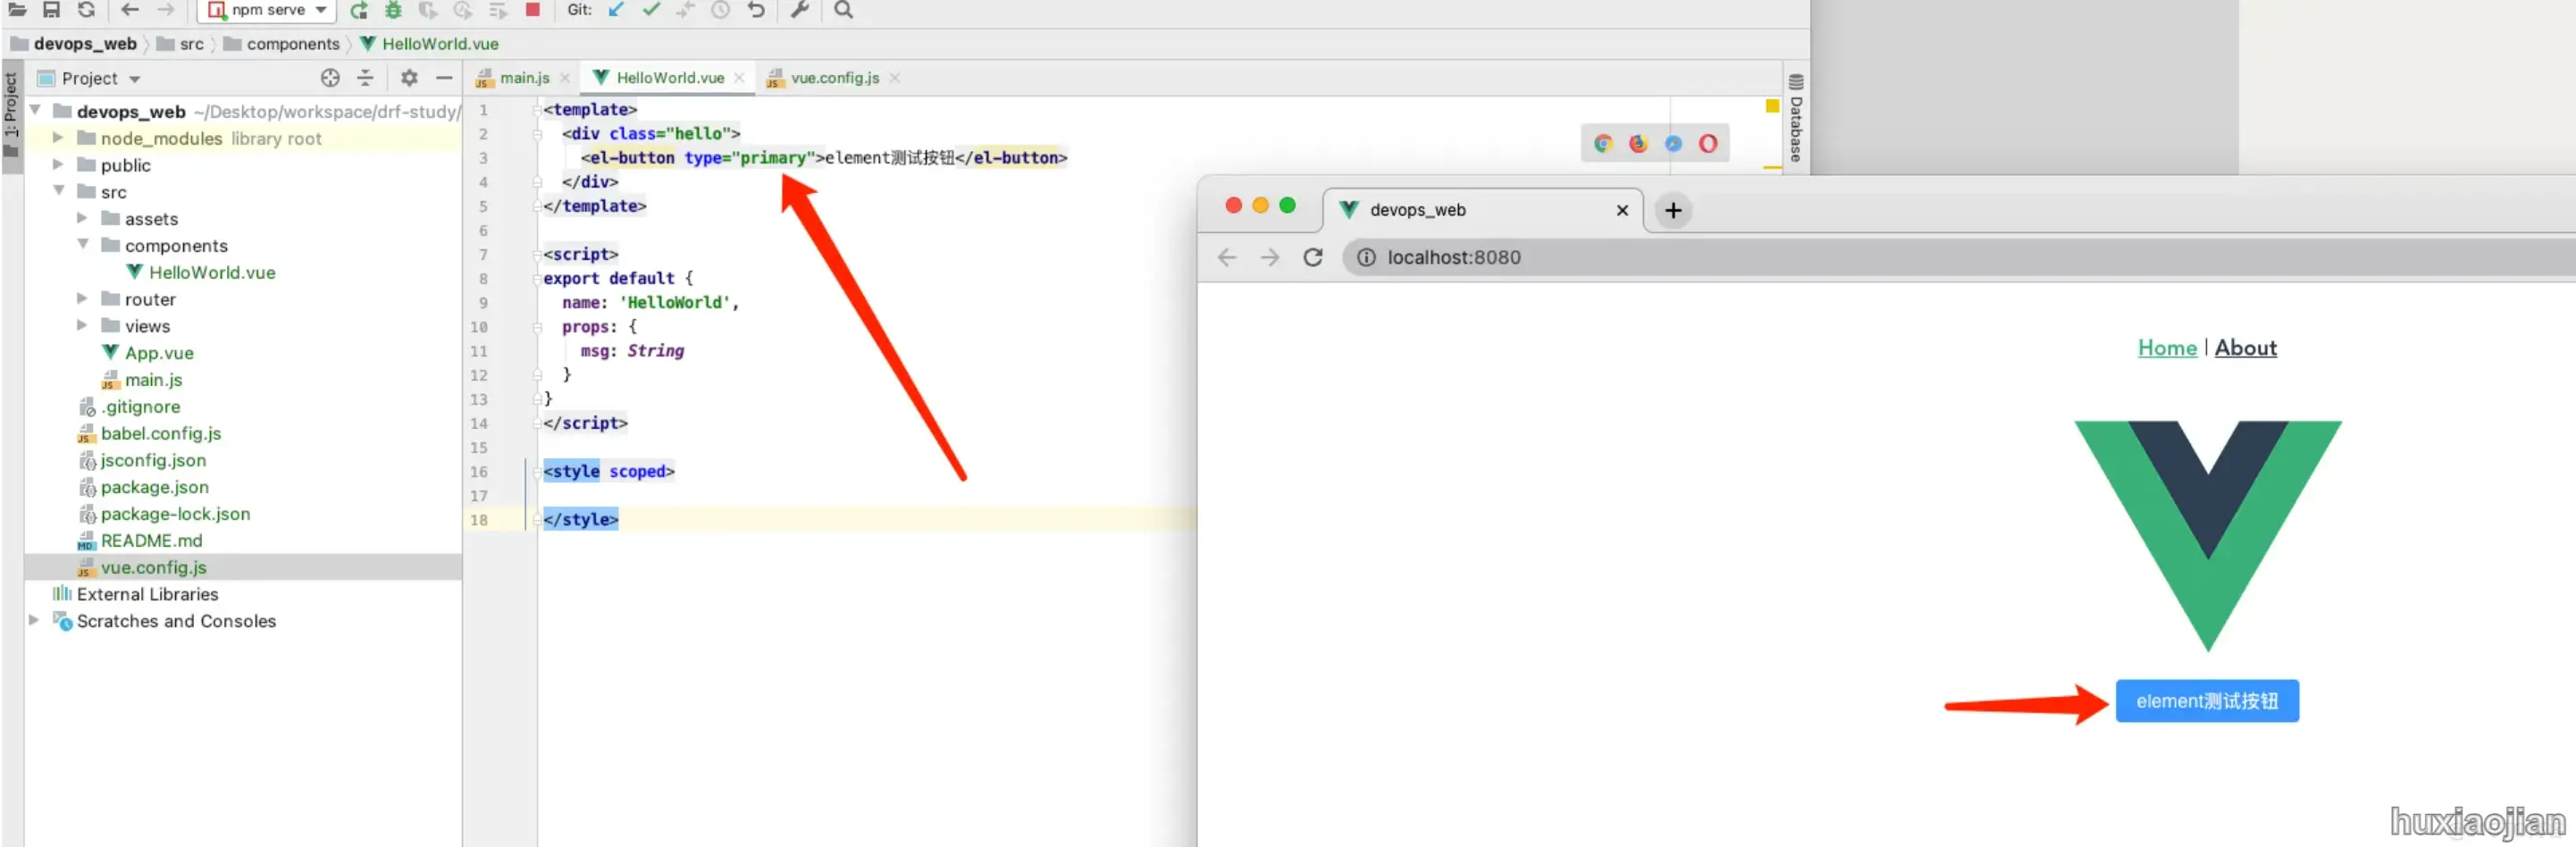 npm serve
Git:
devops_web
src
components
HelloWorld.vue
1: Project
Project
devops_web ~/Desktop/workspace/drf-study/
node_modules library root
public
src
assets
components
HelloWorld.vue
router
views
App.vue
main.js
.gitignore
babel.config.js
jsconfig.json
package.json
package-lock.json
README.md
vue.config.js
External Libraries
Scratches and Consoles
main.js
HelloWorld.vue
vue.config.js
1 <template>
2 <div class="hello">
3 <el-button type="primary">element测试按钮</el-button>
4 </div>
5 </template>
6
7 <script>
8 export default {
9 name: 'HelloWorld',
10 props: {
11 msg: String
12 }
13 }
14 </script>
15
16 <style scoped>
17
18 </style>
Database
devops_web
localhost:8080
Home | About
element测试按钮
huxiaojian